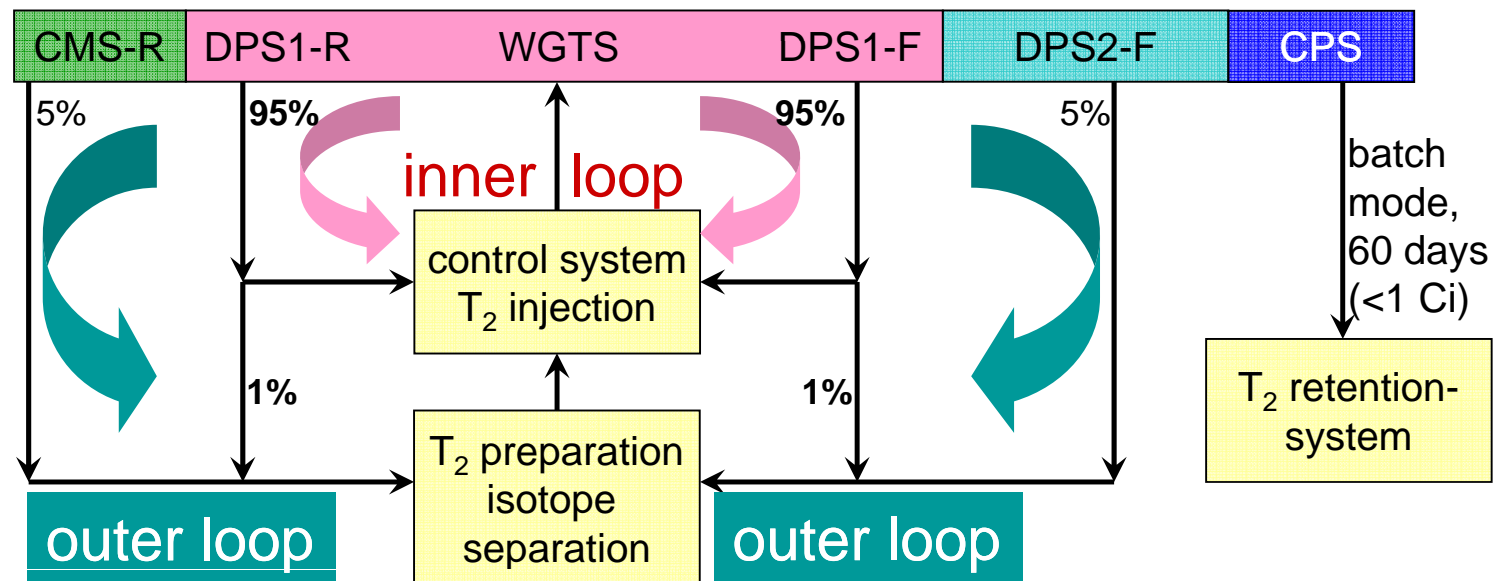 CMS-R DPS1-R WGTS DPS1-F DPS2-F CPS
5% 95% 95% 5%
inner loop
batch
mode,
60 days
(<1 Ci)
control system
T₂ injection
1% 1%
T₂ retention-
system
T₂ preparation
isotope
separation
outer loop outer loop